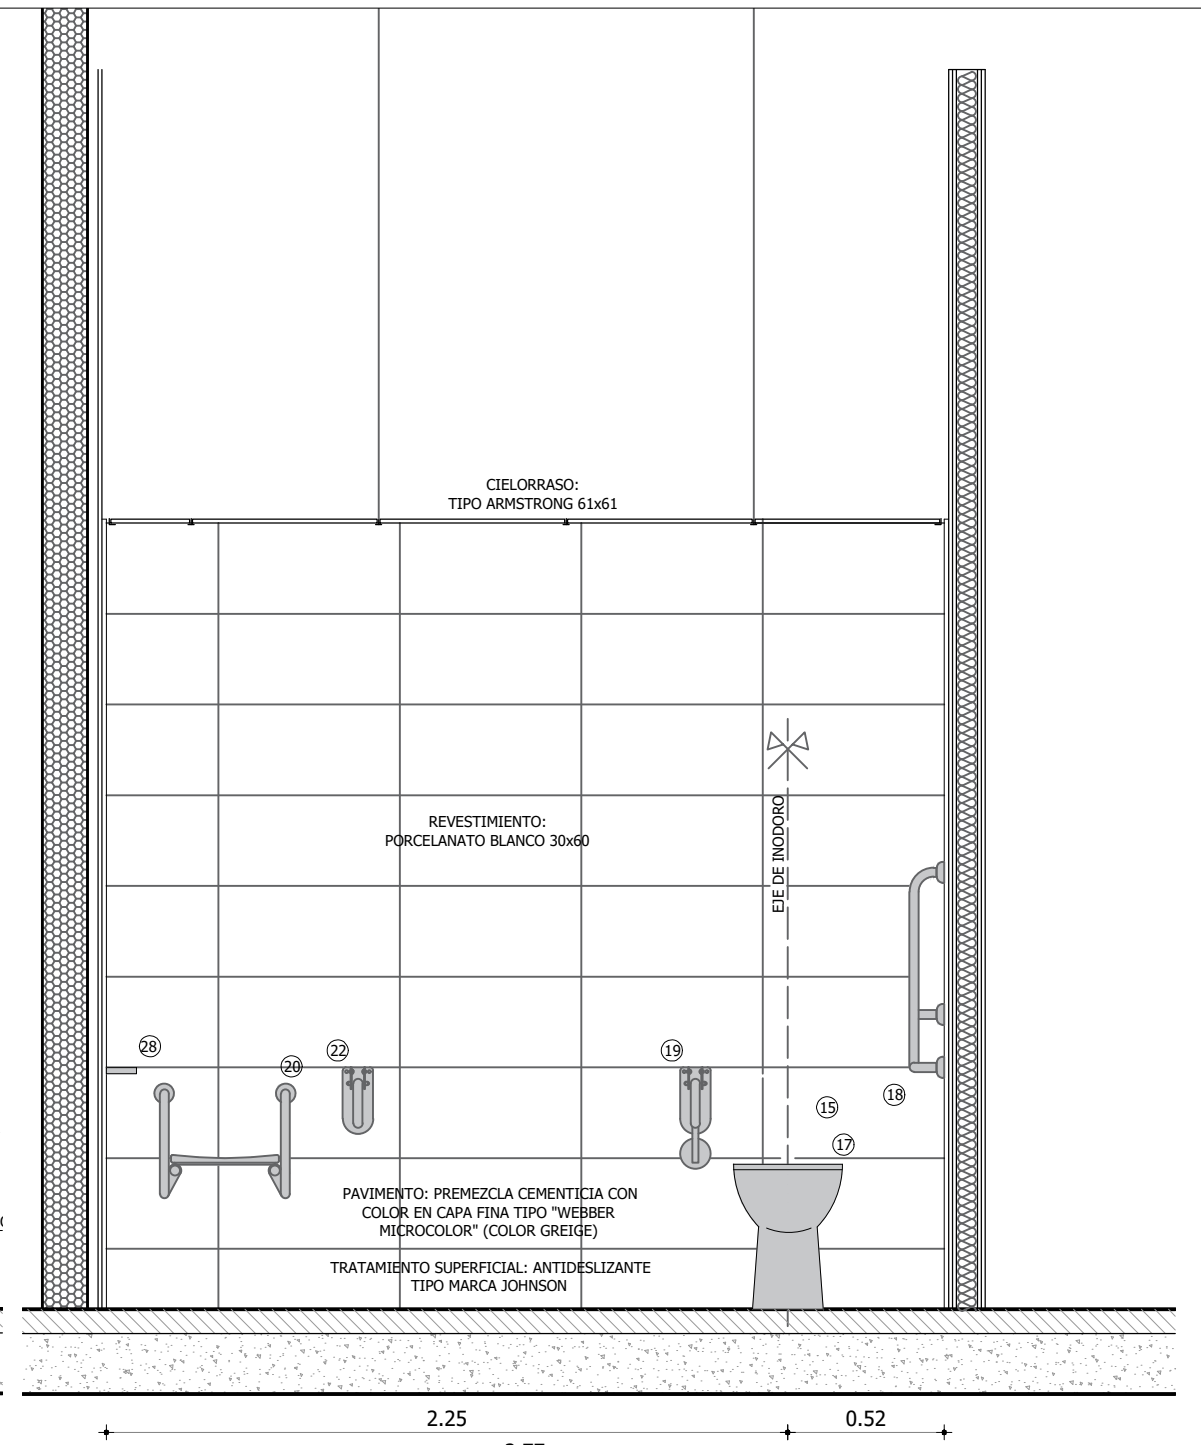 CIELORRASO:
TIPO ARMSTRONG 61x61
REVESTIMIENTO:
PORCELANATO BLANCO 30x60
EJE DE INODORO
28
20
22
19
18
15
17
PAVIMENTO: PREMEZCLA CEMENTICIA CON
COLOR EN CAPA FINA TIPO "WEBBER
MICROCOLOR" (COLOR GREIGE)
TRATAMIENTO SUPERFICIAL: ANTIDESLIZANTE
TIPO MARCA JOHNSON
2.25
0.52